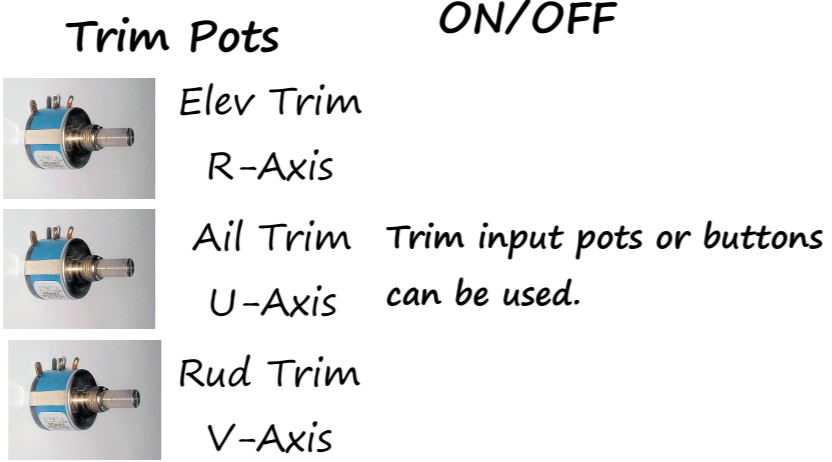 Trim Pots
ON/OFF
Elev Trim
R-Axis
Ail Trim
U-Axis
Trim input pots or buttons
can be used.
Rud Trim
V-Axis